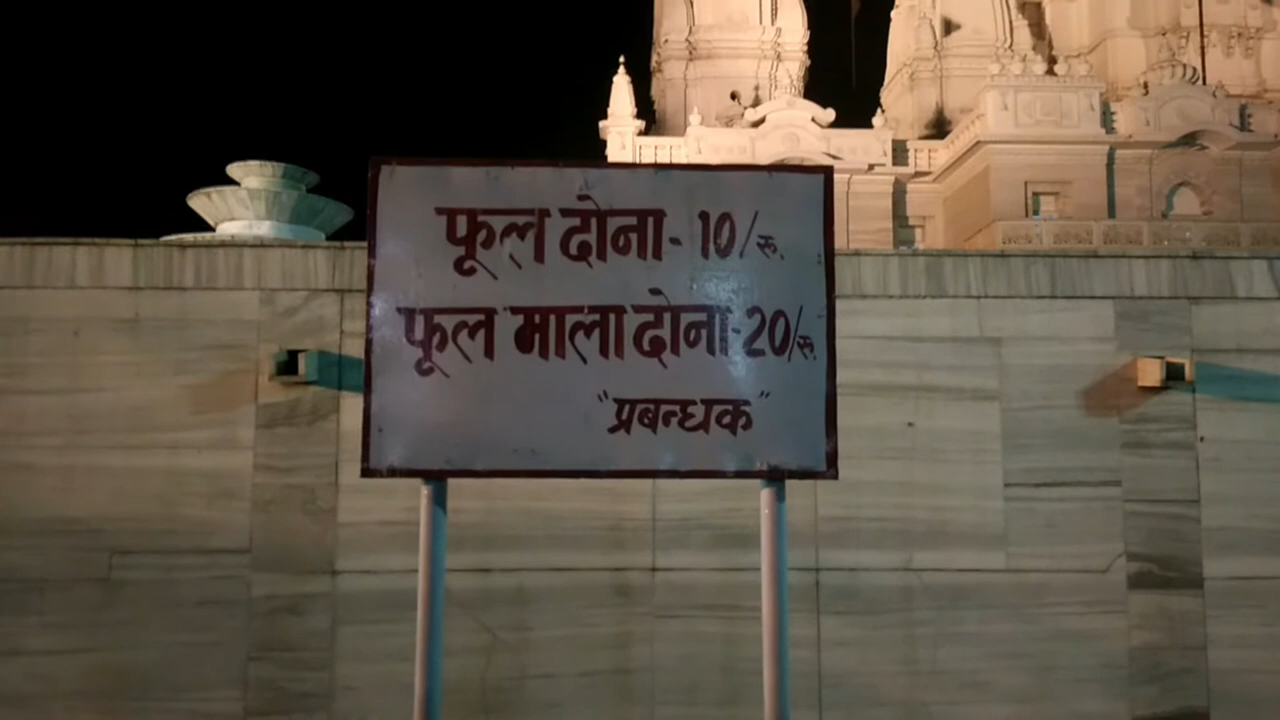 फूल दोना - 10/रू.
फूल माला दोना - 20/रू.
"प्रबन्धक"